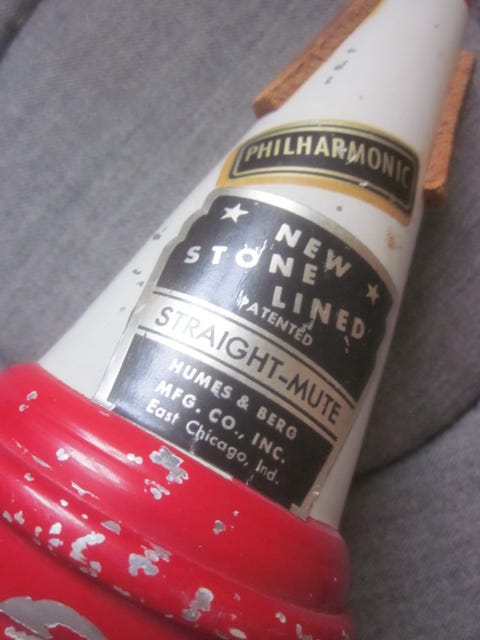 PHILHARMONIC
NEW
STONE
LINED
PATENTED
STRAIGHT-MUTE
HUMES & BERG
MFG. CO., INC.
East Chicago, Ind.